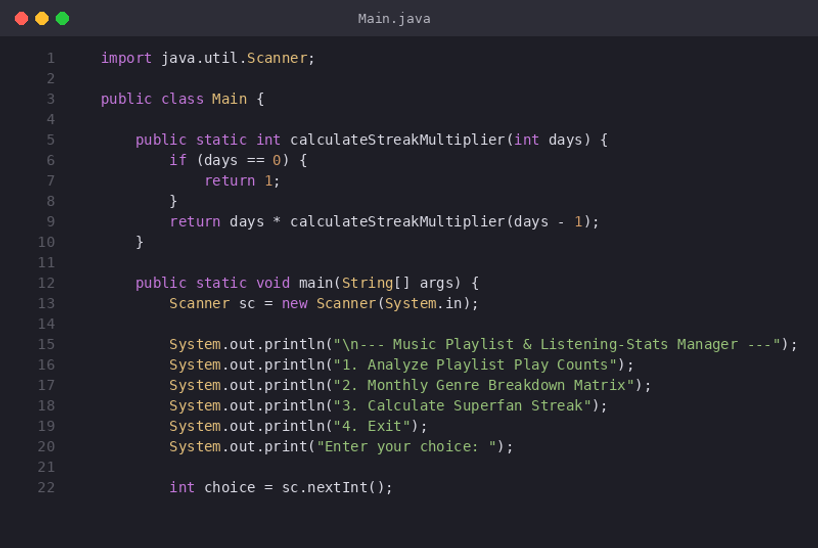 Main.java
1 import java.util.Scanner;
2
3 public class Main {
4
5     public static int calculateStreakMultiplier(int days) {
6         if (days == 0) {
7             return 1;
8         }
9         return days * calculateStreakMultiplier(days - 1);
10     }
11
12     public static void main(String[] args) {
13         Scanner sc = new Scanner(System.in);
14
15         System.out.println("\n--- Music Playlist & Listening-Stats Manager ---");
16         System.out.println("1. Analyze Playlist Play Counts");
17         System.out.println("2. Monthly Genre Breakdown Matrix");
18         System.out.println("3. Calculate Superfan Streak");
19         System.out.println("4. Exit");
20         System.out.print("Enter your choice: ");
21
22         int choice = sc.nextInt();